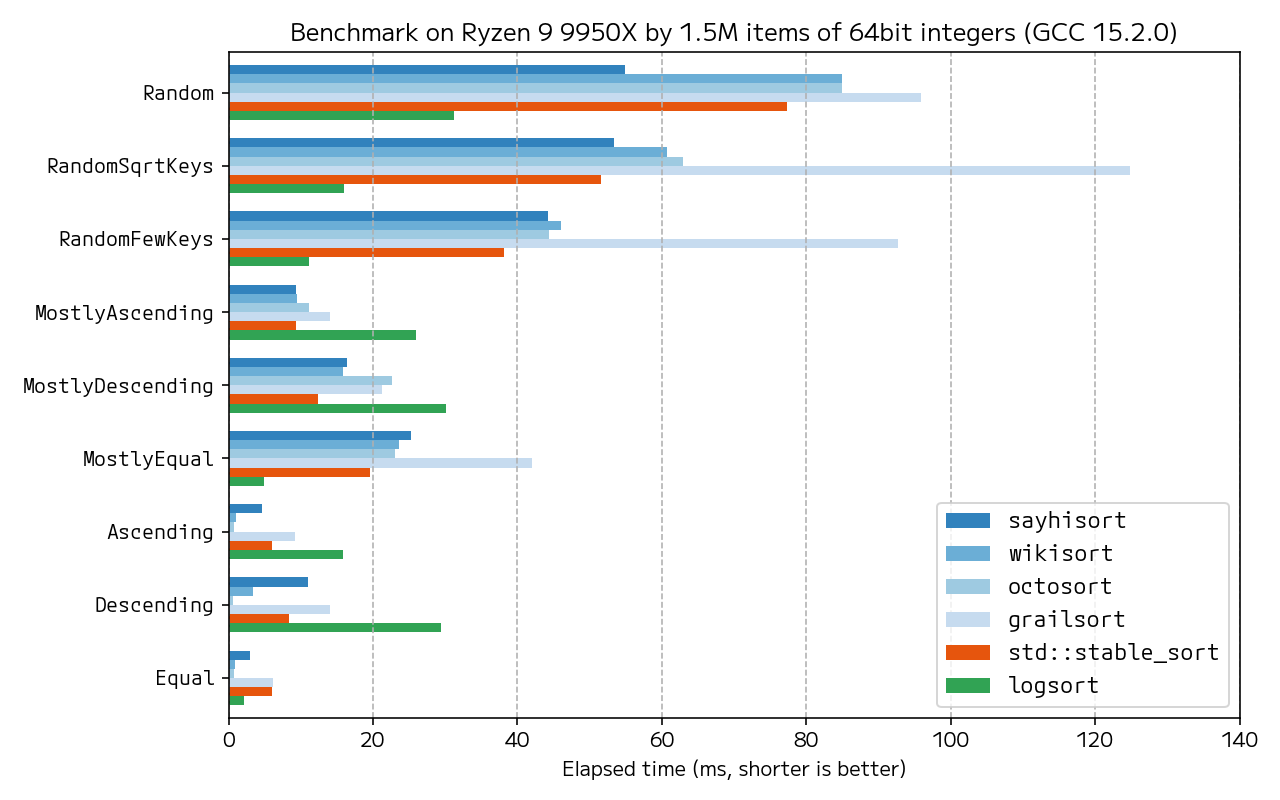 Benchmark on Ryzen 9 9950X by 1.5M items of 64bit integers (GCC 15.2.0)
Random
RandomSqrtKeys
RandomFewKeys
MostlyAscending
MostlyDescending
MostlyEqual
Ascending
Descending
Equal
sayhisort
wikisort
octosort
grailsort
std::stable_sort
logsort
0 20 40 60 80 100 120 140
Elapsed time (ms, shorter is better)